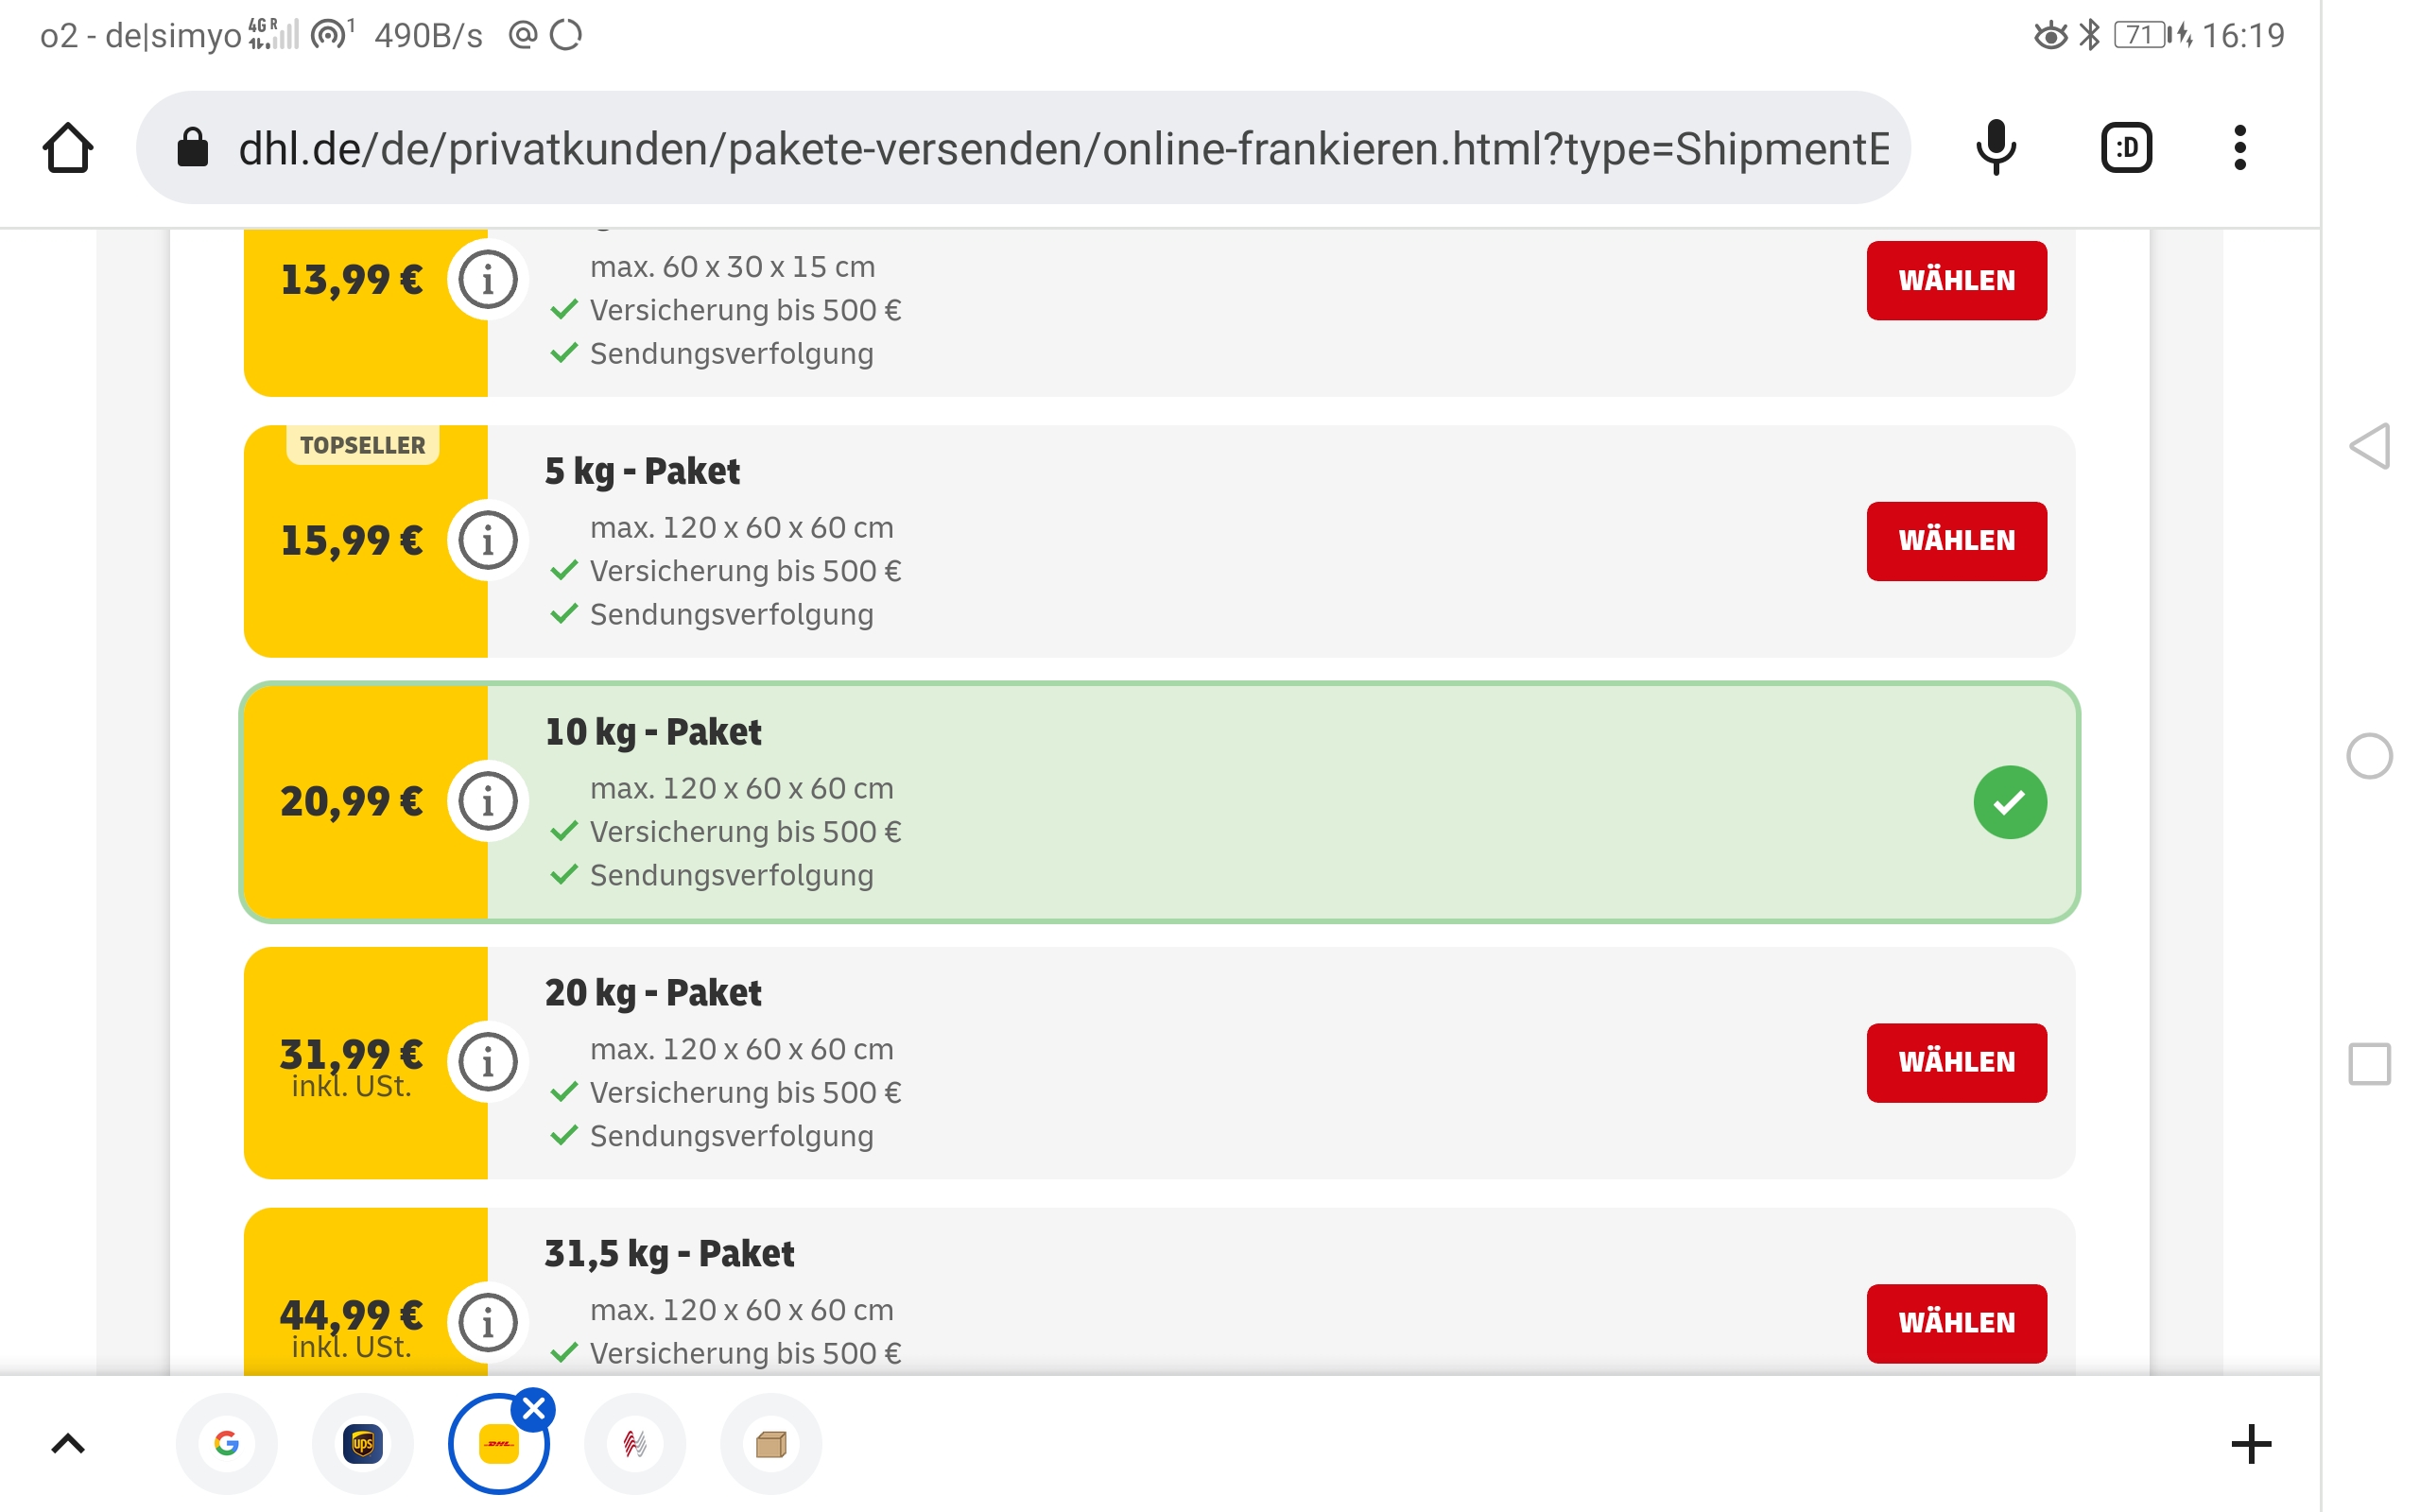 o2 - de|simyo 4G R 1 490B/s 71 16:19
dhl.de/de/privatkunden/pakete-versenden/online-frankieren.html?type=ShipmentE
:D
max. 60 x 30 x 15 cm
13,99 €
i
WÄHLEN
Versicherung bis 500 €
Sendungsverfolgung
TOPSELLER
5 kg - Paket
max. 120 x 60 x 60 cm
15,99 €
i
WÄHLEN
Versicherung bis 500 €
Sendungsverfolgung
10 kg - Paket
max. 120 x 60 x 60 cm
20,99 €
i
Versicherung bis 500 €
Sendungsverfolgung
20 kg - Paket
max. 120 x 60 x 60 cm
31,99 €
inkl. USt.
i
WÄHLEN
Versicherung bis 500 €
Sendungsverfolgung
31,5 kg - Paket
max. 120 x 60 x 60 cm
44,99 €
inkl. USt.
i
WÄHLEN
Versicherung bis 500 €
G
ups
DHL